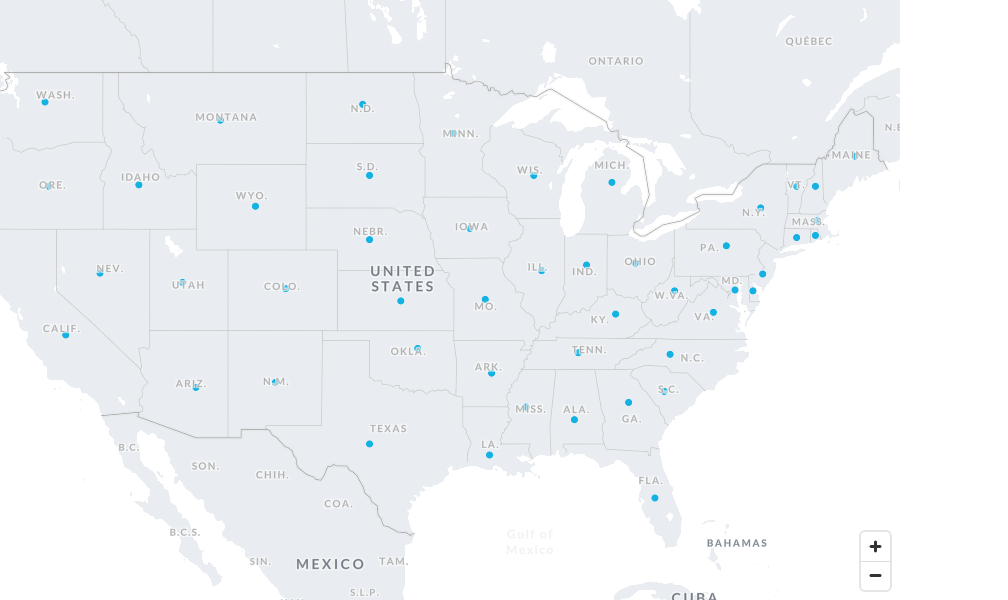 QUÉBEC
ONTARIO
WASH.
MONTANA
N.D.
MINN.
MAINE
ORE.
IDAHO
WYO.
S.D.
WIS.
MICH.
VT.
N.Y.
MASS.
NEBR.
IOWA
PA.
NEV.
UTAH
COLO.
UNITED
STATES
ILL.
IND.
OHIO
MD.
W.VA.
VA.
CALIF.
MO.
KY.
OKLA.
TENN.
N.C.
ARIZ.
N.M.
ARK.
S.C.
MISS.
ALA.
GA.
TEXAS
LA.
B.C.
SON.
CHIH.
COA.
FLA.
B.C.S.
Gulf of
Mexico
BAHAMAS
SIN.
MEXICO
TAM.
S.L.P.
CUBA
+
−